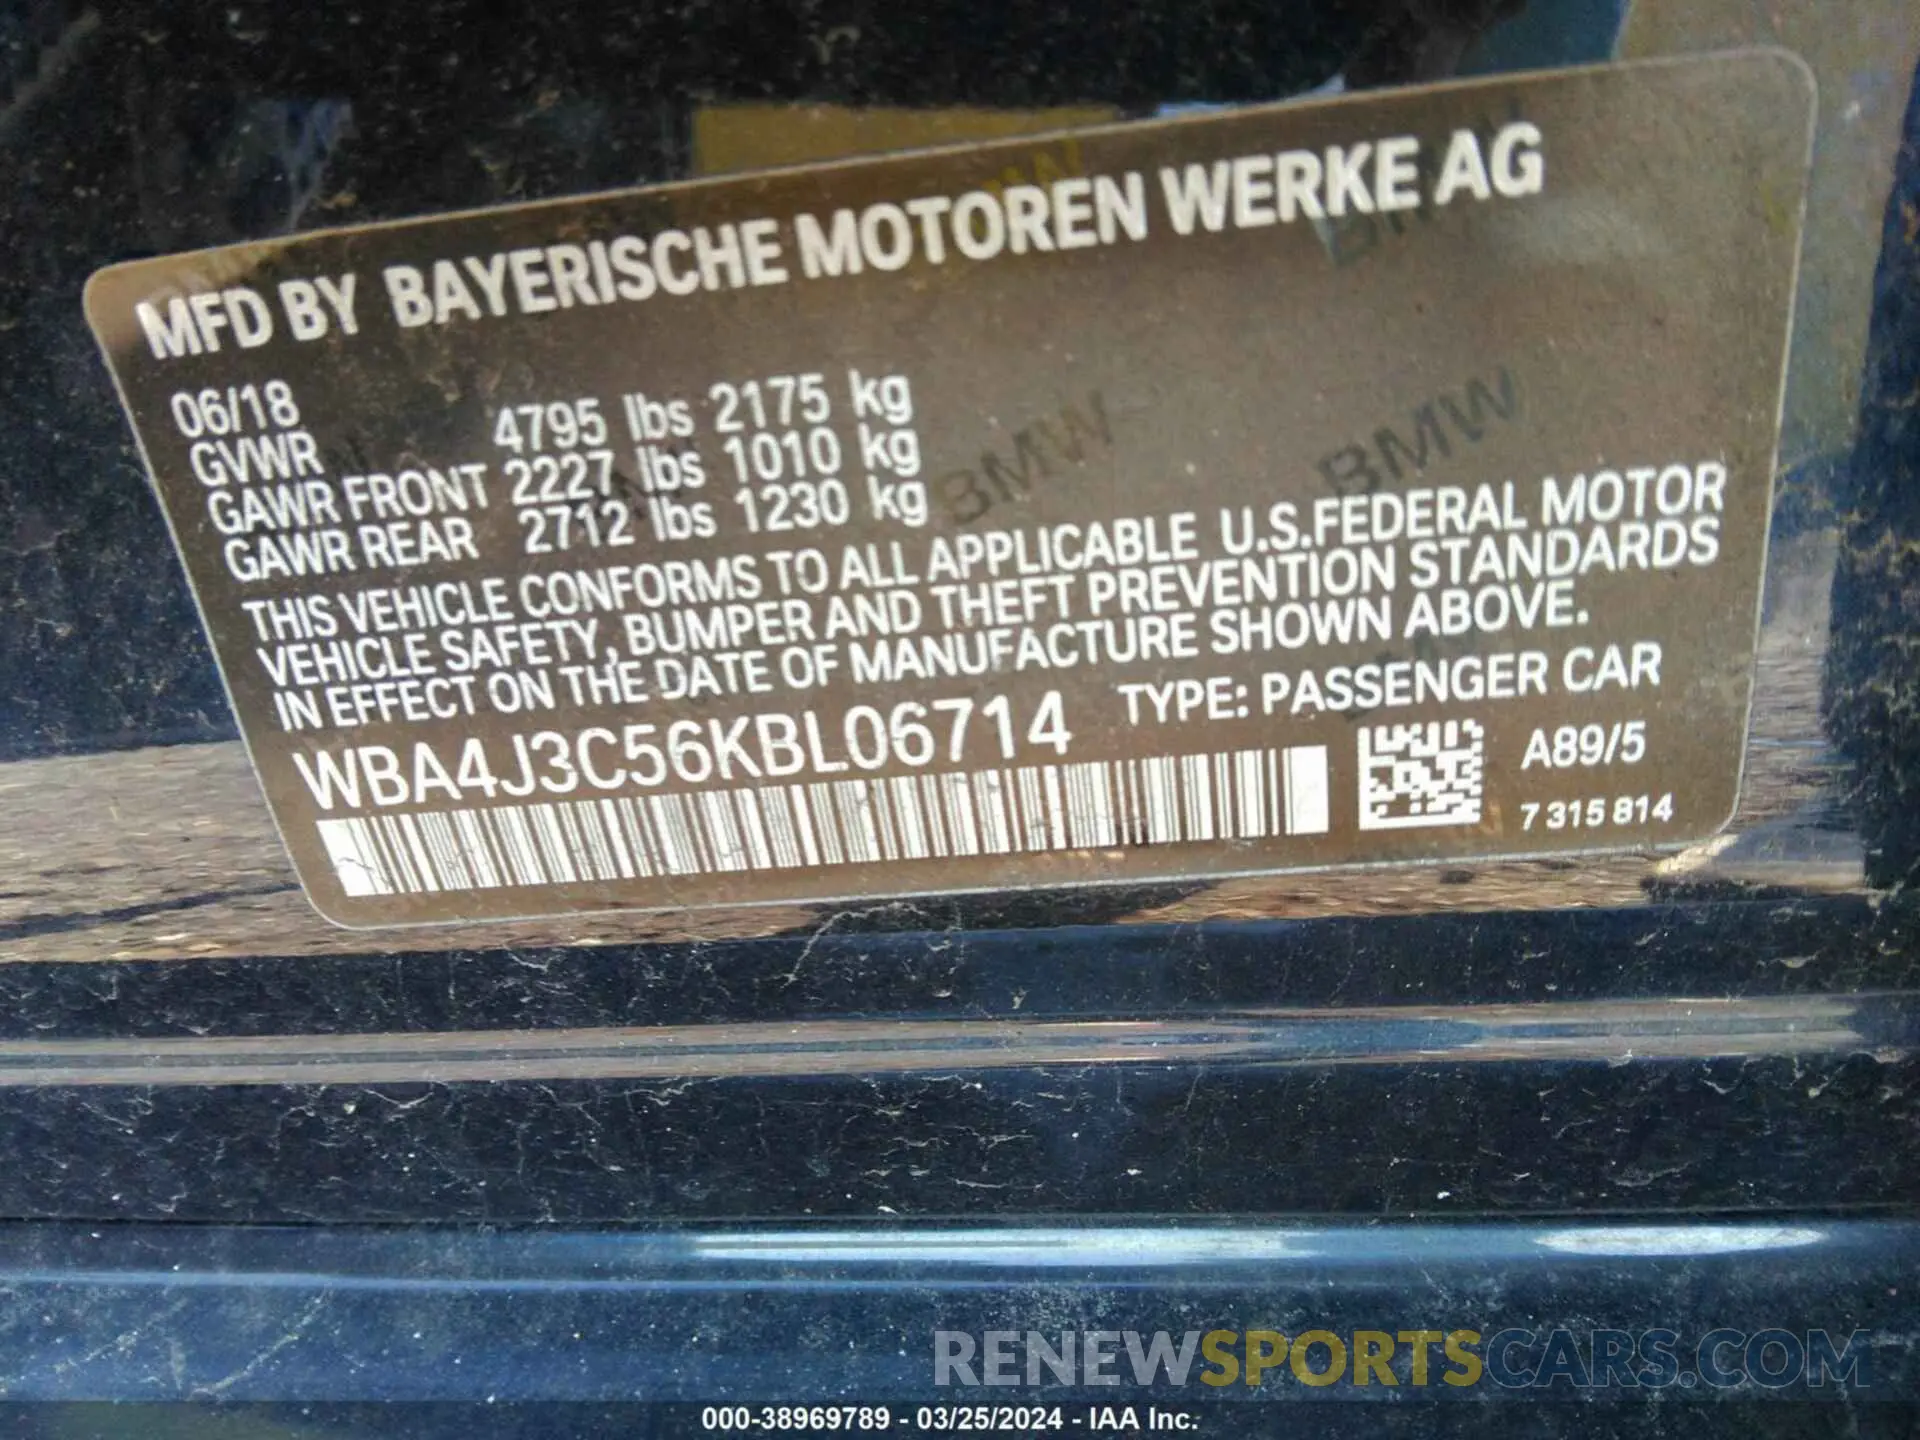 MFD BY BAYERISCHE MOTOREN WERKE AG
06/18
GVWR 4795 lbs 2175 kg
GAWR FRONT 2227 lbs 1010 kg
GAWR REAR 2712 lbs 1230 kg
THIS VEHICLE CONFORMS TO ALL APPLICABLE U.S.FEDERAL MOTOR
VEHICLE SAFETY, BUMPER AND THEFT PREVENTION STANDARDS
IN EFFECT ON THE DATE OF MANUFACTURE SHOWN ABOVE.
WBA4J3C56KBL06714 TYPE: PASSENGER CAR
A89/5
7 315 814
BMW BMW
RENEWSPORTSCARS.COM
000-38969789 - 03/25/2024 - IAA Inc.